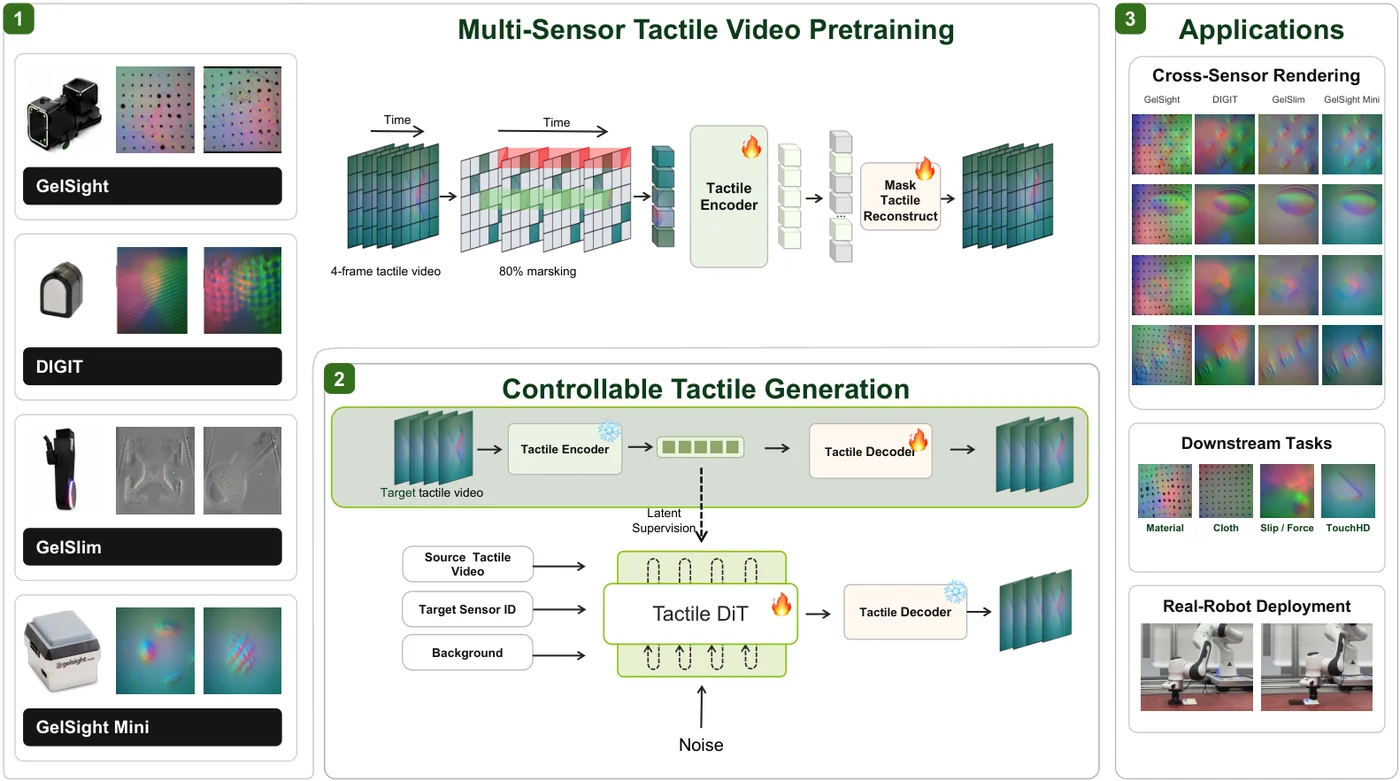 1
Multi-Sensor Tactile Video Pretraining
GelSight
DIGIT
GelSlim
gelsight
GelSight Mini
Time
Time
4-frame tactile video
80% marsking
Tactile
Encoder
...
Mask
Tactile
Reconstruct
2
Controllable Tactile Generation
Target tactile video
Tactile Encoder
Tactile Decoder
Latent
Supervision
Source Tactile
Video
Target Sensor ID
Background
Tactile DiT
Noise
Tactile Decoder
3
Applications
Cross-Sensor Rendering
GelSight DIGIT GelSlim GelSight Mini
Downstream Tasks
Material Cloth Slip / Force TouchHD
Real-Robot Deployment